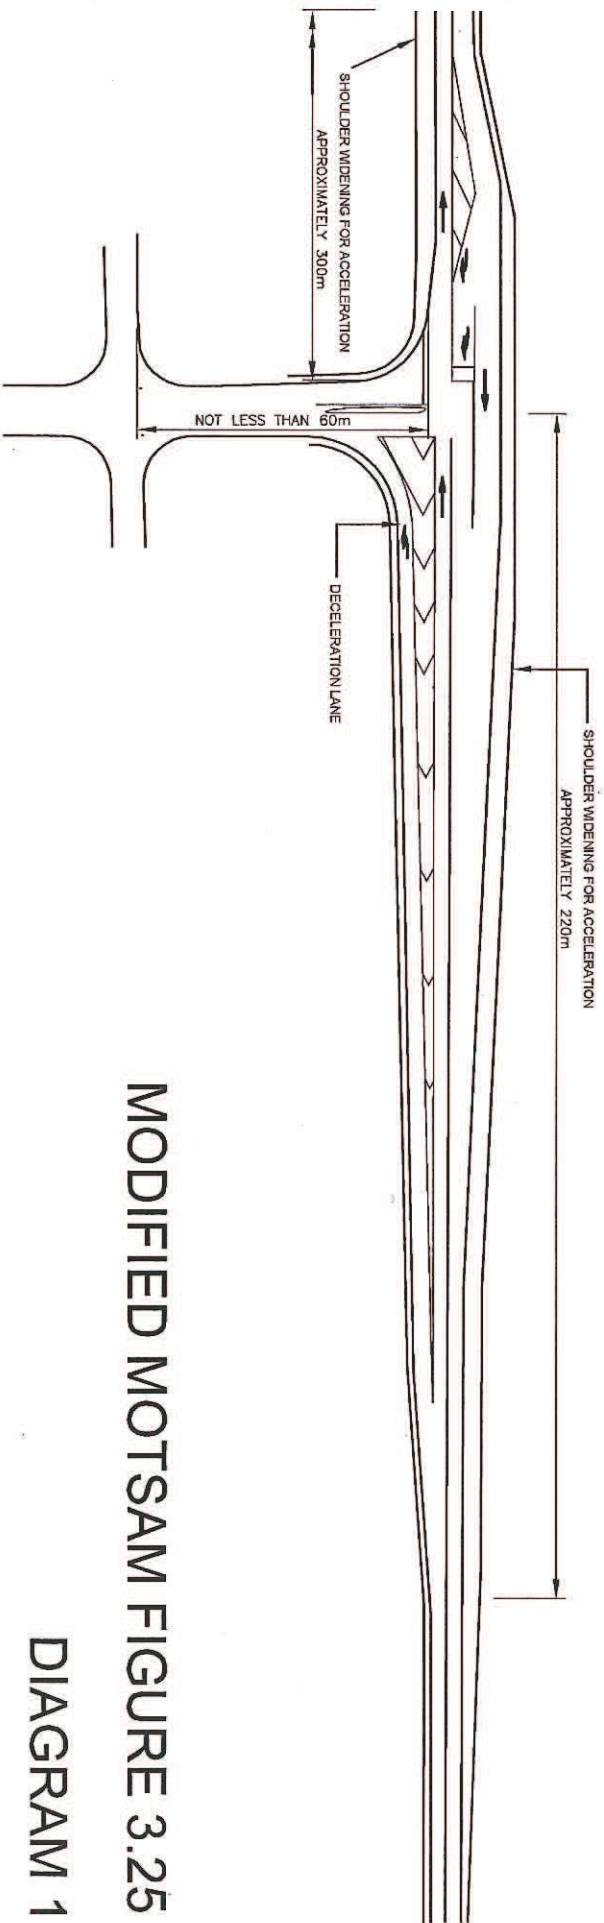 SHOULDER WIDENING FOR ACCELERATION
APPROXIMATELY 220m
SHOULDER WIDENING FOR ACCELERATION
APPROXIMATELY 300m
NOT LESS THAN 60m
DECELERATION LANE
MODIFIED MOTSAM FIGURE 3.25
DIAGRAM 1